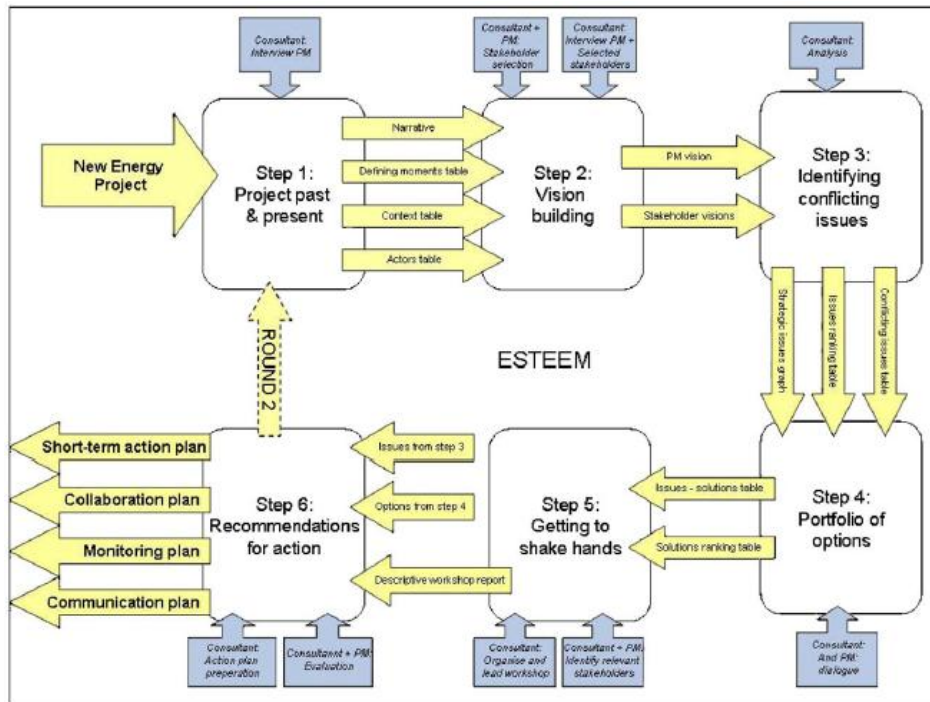 Consultant:
Interview PM
Consultant +
PM:
Stakeholder
selection
Consultant:
Interview PM +
Selected
stakeholders
Consultant:
Analysis
New Energy
Project
Step 1:
Project past
& present
Narrative
Defining moments table
Context table
Actors table
Step 2:
Vision
building
PM vision
Stakeholder visions
Step 3:
Identifying
conflicting
issues
Strategic issues graph
Issues ranking table
Conflicting issues table
ROUND 2
ESTEEM
Short-term action plan
Collaboration plan
Monitoring plan
Communication plan
Step 6:
Recommendations
for action
Issues from step 3
Options from step 4
Descriptive workshop report
Step 5:
Getting to
shake hands
Issues - solutions table
Solutions ranking table
Step 4:
Portfolio of
options
Consultant:
Action plan
preperation
Consultannt + PM:
Evaluation
Consultant:
Organise and
lead workshop
Consultant + PM:
Identify relevant
stakeholders
Consultant:
And PM:
dialogue